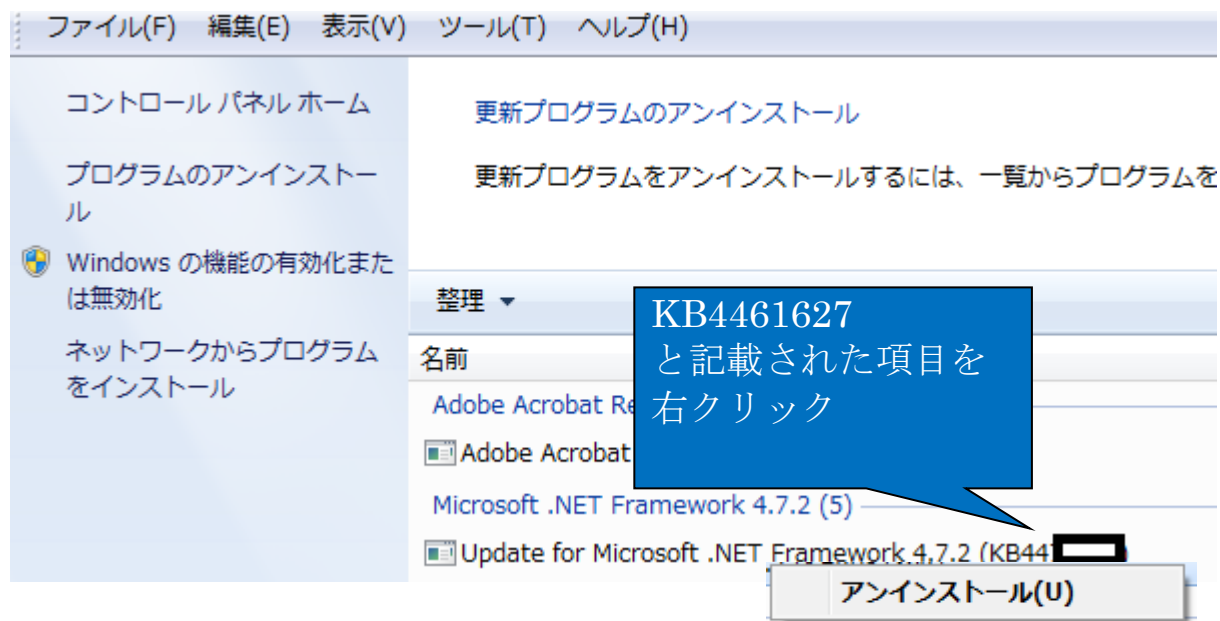 ファイル(F) 編集(E) 表示(V) ツール(T) ヘルプ(H)
コントロール パネル ホーム
プログラムのアンインストー
ル
Windows の機能の有効化また
は無効化
ネットワークからプログラム
をインストール
更新プログラムのアンインストール
更新プログラムをアンインストールするには、一覧からプログラムを
整理
KB4461627
と記載された項目を
右クリック
名前
Adobe Acrobat Re
Adobe Acrobat
Microsoft .NET Framework 4.7.2 (5)
Update for Microsoft .NET Framework 4.7.2 (KB44
アンインストール(U)